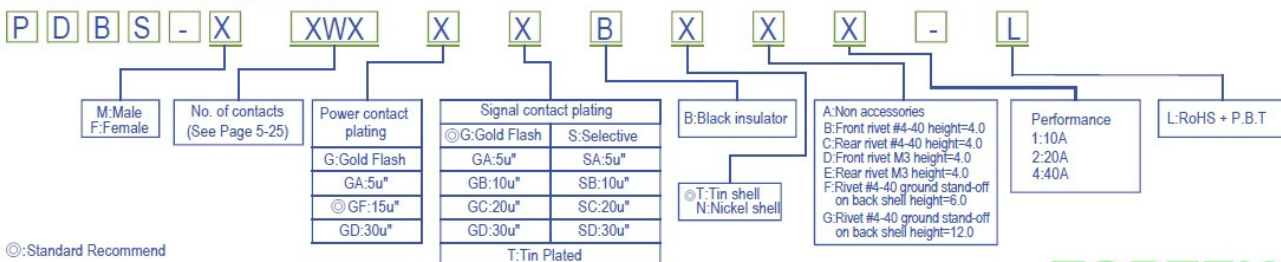 P D B S - X XWX X X B X X X - L
M:Male
F:Female
No. of contacts
(See Page 5-25)
Power contact
plating
G:Gold Flash
GA:5u"
◎GF:15u"
GD:30u"
Signal contact plating
◎G:Gold Flash S:Selective
GA:5u" SA:5u"
GB:10u" SB:10u"
GC:20u" SC:20u"
GD:30u" SD:30u"
T:Tin Plated
B:Black insulator
◎T:Tin shell
N:Nickel shell
A:Non accessories
B:Front rivet #4-40 height=4.0
C:Rear rivet #4-40 height=4.0
D:Front rivet M3 height=4.0
E:Rear rivet M3 height=4.0
F:Rivet #4-40 ground stand-off
on back shell height=6.0
G:Rivet #4-40 ground stand-off
on back shell height=12.0
Performance
1:10A
2:20A
4:40A
L:RoHS + P.B.T
◎:Standard Recommend